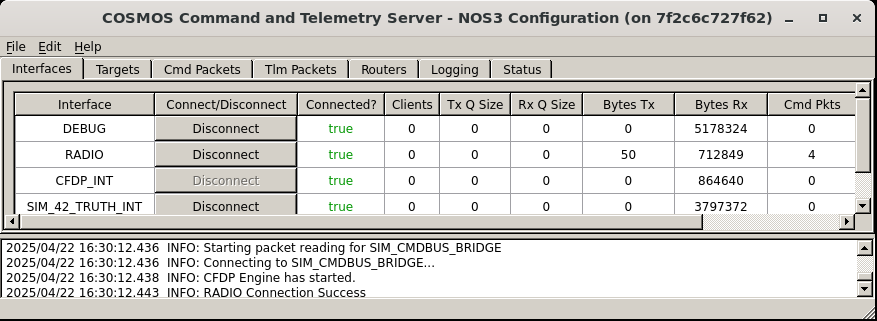 COSMOS Command and Telemetry Server - NOS3 Configuration (on 7f2c6c727f62)
File Edit Help
Interfaces Targets Cmd Packets Tlm Packets Routers Logging Status
Interface Connect/Disconnect Connected? Clients Tx Q Size Rx Q Size Bytes Tx Bytes Rx Cmd Pkts
DEBUG Disconnect true 0 0 0 0 5178324 0
RADIO Disconnect true 0 0 0 50 712849 4
CFDP_INT Disconnect true 0 0 0 0 864640 0
SIM_42_TRUTH_INT Disconnect true 0 0 0 0 3797372 0
2025/04/22 16:30:12.436 INFO: Starting packet reading for SIM_CMDBUS_BRIDGE
2025/04/22 16:30:12.436 INFO: Connecting to SIM_CMDBUS_BRIDGE...
2025/04/22 16:30:12.438 INFO: CFDP Engine has started.
2025/04/22 16:30:12.443 INFO: RADIO Connection Success